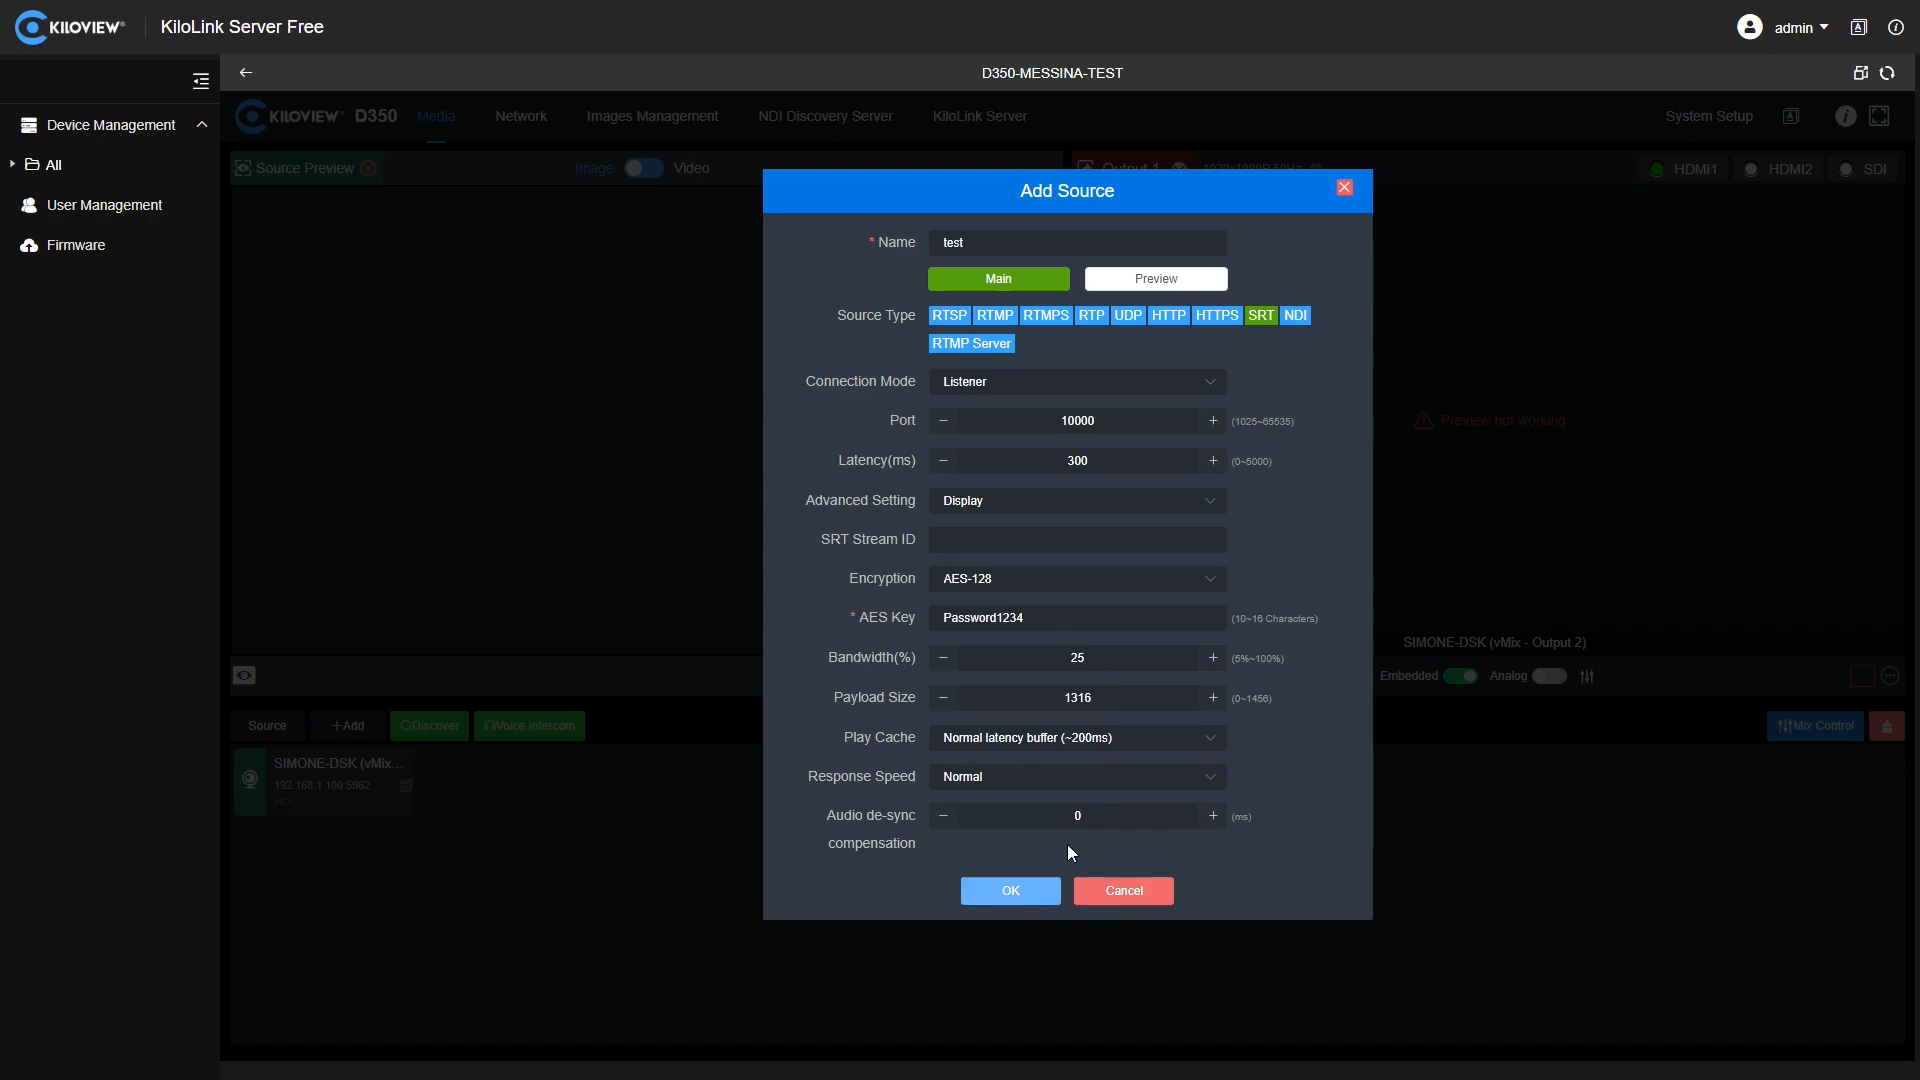 KILOVIEW® KiloLink Server Free
admin
D350-MESSINA-TEST
Device Management
All
User Management
Firmware
KILOVIEW® D350 Media Network Images Management NDI Discovery Server KiloLink Server System Setup
Source Preview Image Video
Output 1 1920x1080P 50Hz HDMI1 HDMI2 SDI
Add Source
* Name test
Main Preview
Source Type RTSP RTMP RTMPS RTP UDP HTTP HTTPS SRT NDI
RTMP Server
Connection Mode Listener
Port − 10000 + (1025~65535)
Latency(ms) − 300 + (0~5000)
Advanced Setting Display
SRT Stream ID
Encryption AES-128
* AES Key Password1234 (10~16 Characters)
Bandwidth(%) − 25 + (5%~100%)
Payload Size − 1316 + (0~1456)
Play Cache Normal latency buffer (~200ms)
Response Speed Normal
Audio de-sync − 0 + (ms)
compensation
OK Cancel
Preview not working
SIMONE-DSK (vMix - Output 2)
Embedded Analog
Source +Add Discover Voice Intercom Mix Control
SIMONE-DSK (vMix...
192.168.1.100:5962
NDI